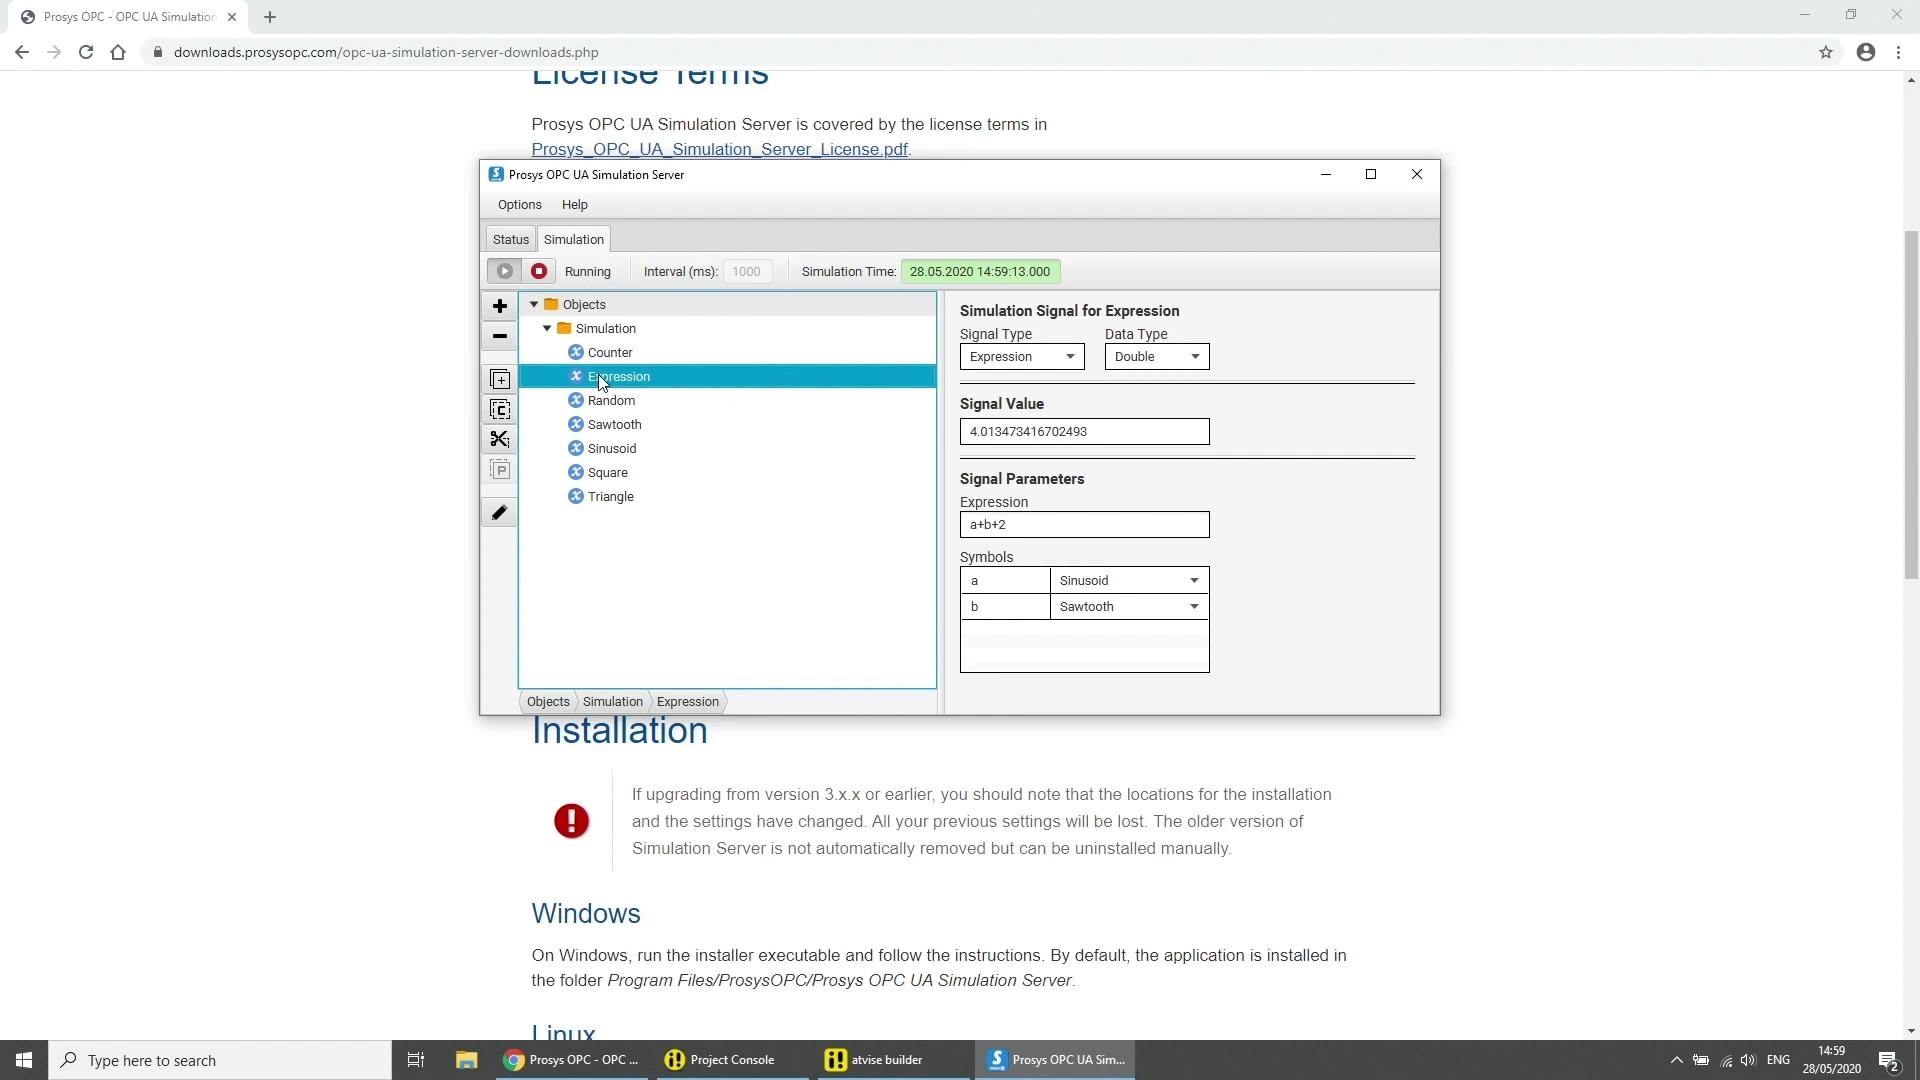 Prosys OPC - OPC UA Simulation
downloads.prosysopc.com/opc-ua-simulation-server-downloads.php
License Terms
Prosys OPC UA Simulation Server is covered by the license terms in
Prosys_OPC_UA_Simulation_Server_License.pdf.
Prosys OPC UA Simulation Server
Options Help
Status Simulation
Running Interval (ms): 1000 Simulation Time: 28.05.2020 14:59:13.000
Objects
Simulation
Counter
Expression
Random
Sawtooth
Sinusoid
Square
Triangle
Objects Simulation Expression
Simulation Signal for Expression
Signal Type Data Type
Expression Double
Signal Value
4.013473416702493
Signal Parameters
Expression
a+b+2
Symbols
a Sinusoid
b Sawtooth
Installation
If upgrading from version 3.x.x or earlier, you should note that the locations for the installation
and the settings have changed. All your previous settings will be lost. The older version of
Simulation Server is not automatically removed but can be uninstalled manually.
Windows
On Windows, run the installer executable and follow the instructions. By default, the application is installed in
the folder Program Files/ProsysOPC/Prosys OPC UA Simulation Server.
Linux
Type here to search
Prosys OPC - OPC ...
Project Console
atvise builder
Prosys OPC UA Sim...
ENG
14:59
28/05/2020
2